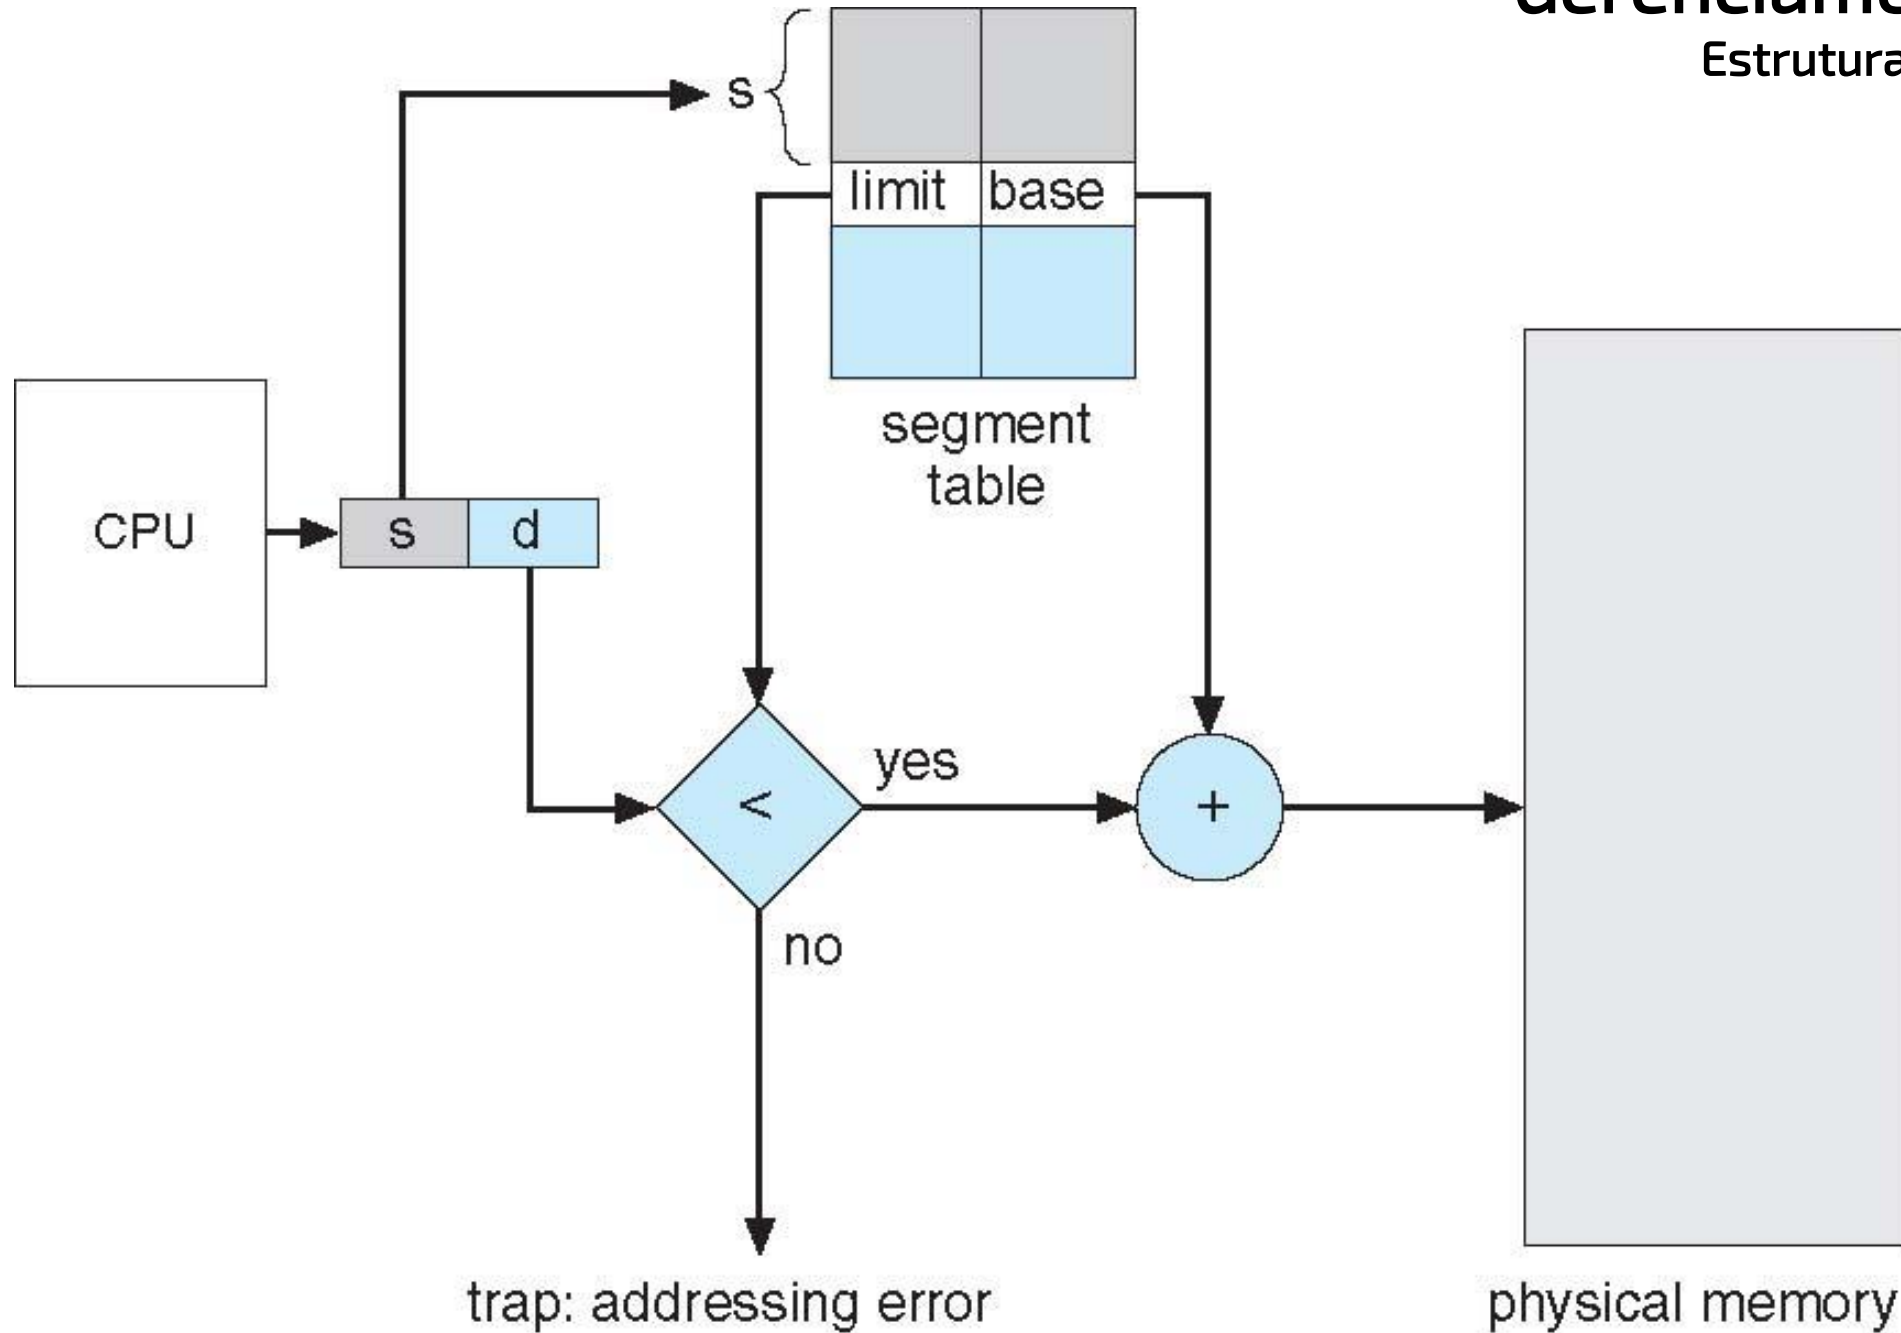 Estrutura
s
limit base
segment
table
CPU
s d
yes
< +
no
trap: addressing error
physical memory